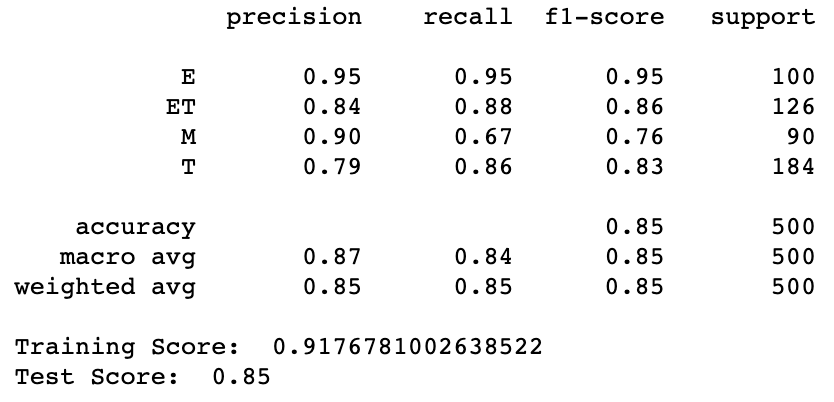 precision recall f1-score support
E 0.95 0.95 0.95 100
ET 0.84 0.88 0.86 126
M 0.90 0.67 0.76 90
T 0.79 0.86 0.83 184
accuracy 0.85 500
macro avg 0.87 0.84 0.85 500
weighted avg 0.85 0.85 0.85 500
Training Score: 0.9176781002638522
Test Score: 0.85